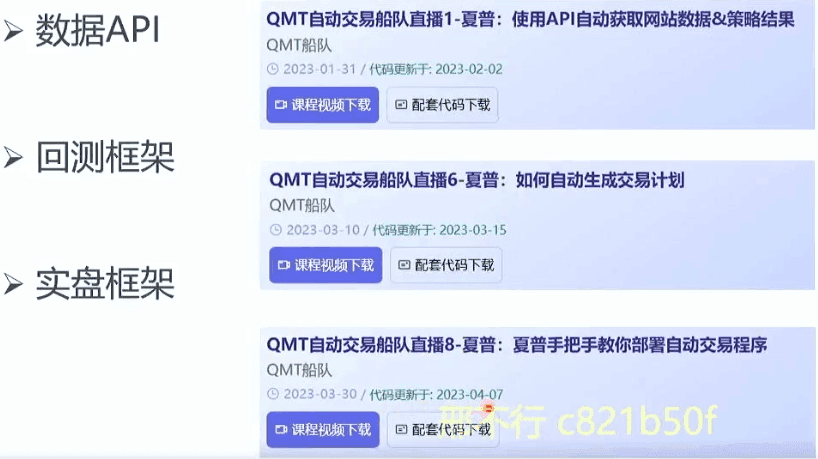 数据API
回测框架
实盘框架
QMT自动交易船队直播1-夏普：使用API自动获取网站数据&策略结果
QMT船队
2023-01-31 / 代码更新于: 2023-02-02
课程视频下载 配套代码下载
QMT自动交易船队直播6-夏普：如何自动生成交易计划
QMT船队
2023-03-10 / 代码更新于: 2023-03-15
课程视频下载 配套代码下载
QMT自动交易船队直播8-夏普：夏普手把手教你部署自动交易程序
QMT船队
2023-03-30 / 代码更新于: 2023-04-07
课程视频下载 配套代码下载
行 c821b50f